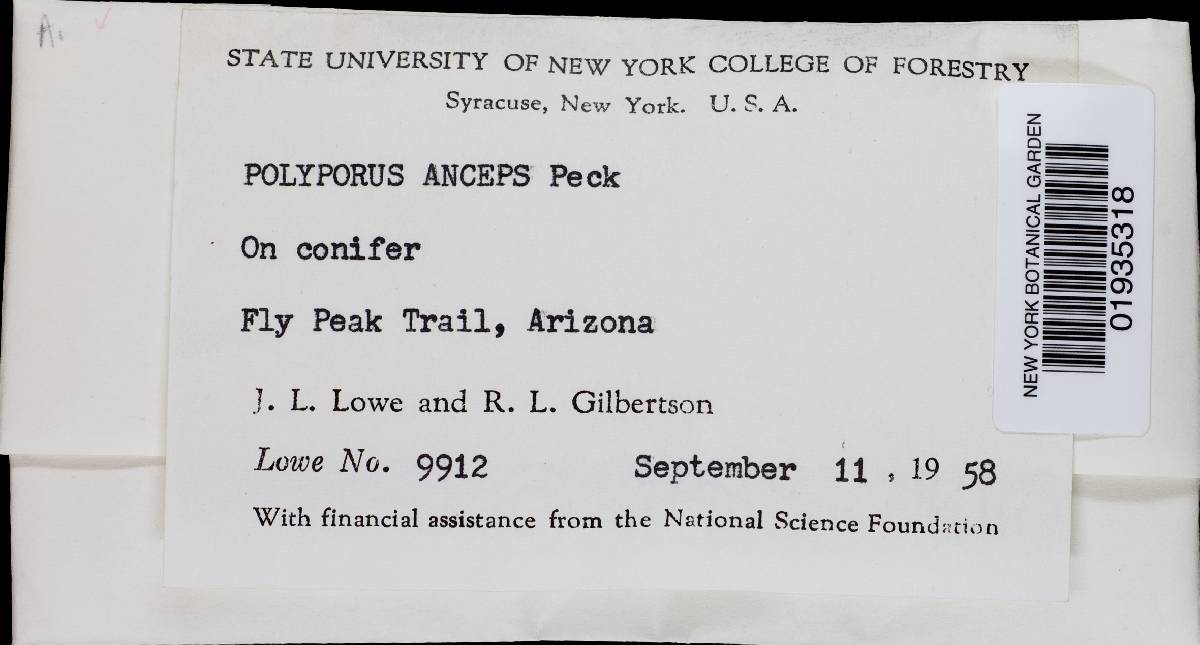 A.
STATE UNIVERSITY OF NEW YORK COLLEGE OF FORESTRY
Syracuse, New York. U. S. A.
POLYPORUS ANCEPS Peck
On conifer
Fly Peak Trail, Arizona
J. L. Lowe and R. L. Gilbertson
Lowe No. 9912 September 11, 19 58
With financial assistance from the National Science Foundation
NEW YORK BOTANICAL GARDEN
01935318